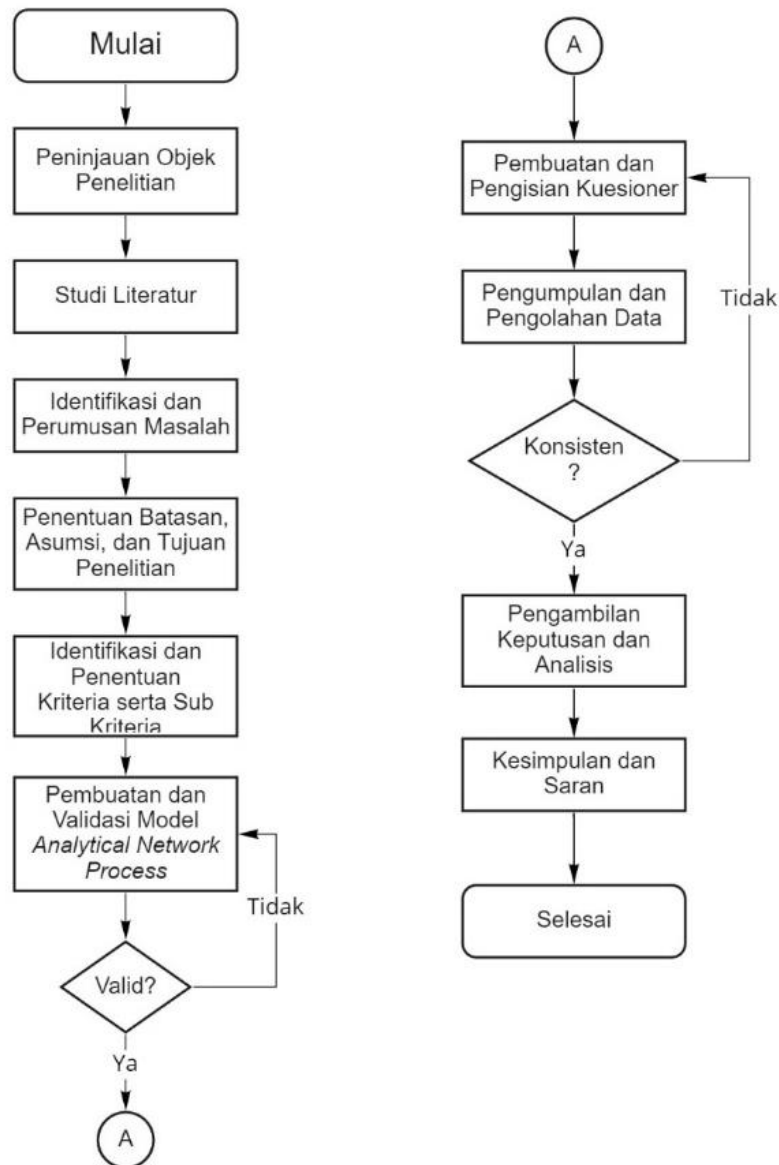 Mulai
Peninjauan Objek
Penelitian
Studi Literatur
Identifikasi dan
Perumusan Masalah
Penentuan Batasan,
Asumsi, dan Tujuan
Penelitian
Identifikasi dan
Penentuan
Kriteria serta Sub
Kriteria
Pembuatan dan
Validasi Model
Analytical Network
Process
Tidak
Valid?
Ya
A
A
Pembuatan dan
Pengisian Kuesioner
Pengumpulan dan
Pengolahan Data
Tidak
Konsisten
?
Ya
Pengambilan
Keputusan dan
Analisis
Kesimpulan dan
Saran
Selesai